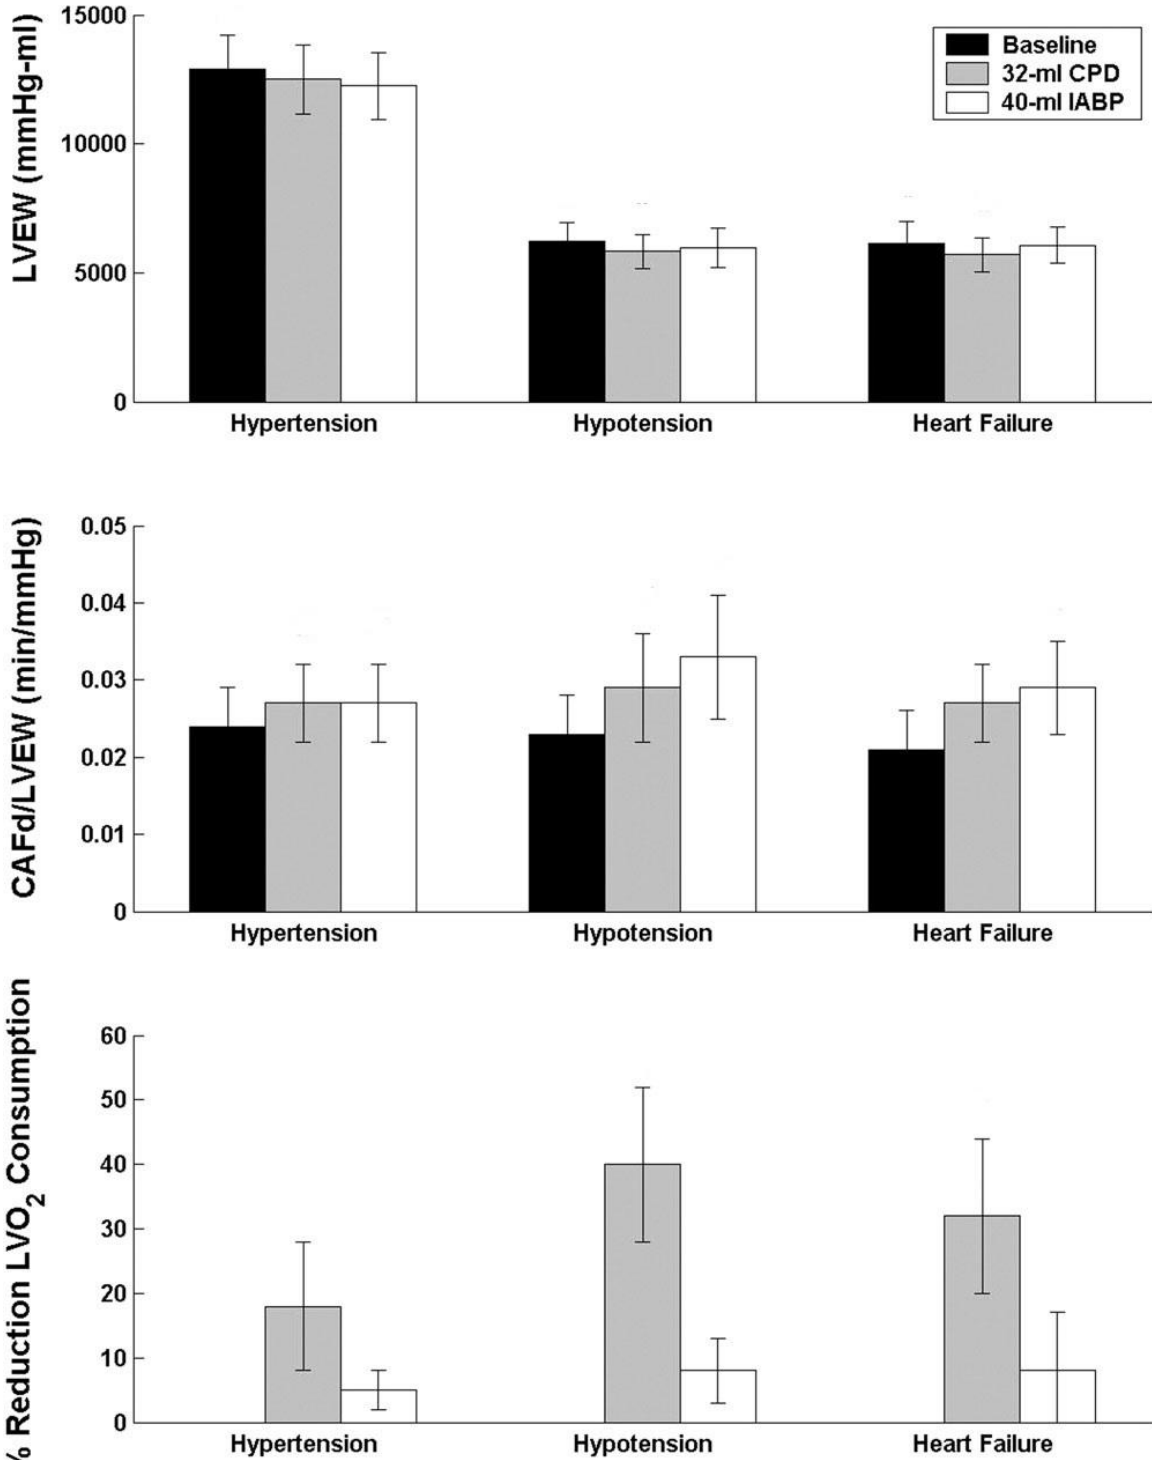 LVEW (mmHg-ml)
15000
10000
5000
0
Baseline
32-ml CPD
40-ml IABP
Hypertension
Hypotension
Heart Failure
CAFd/LVEW (min/mmHg)
0.05
0.04
0.03
0.02
0.01
0
Hypertension
Hypotension
Heart Failure
% Reduction LVO2 Consumption
60
50
40
30
20
10
0
Hypertension
Hypotension
Heart Failure